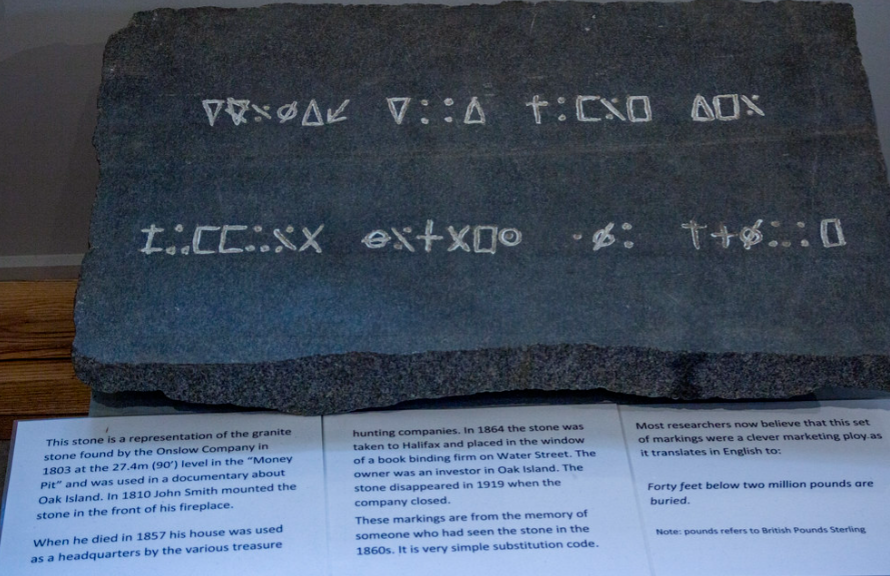 This stone is a representation of the granite
stone found by the Onslow Company in
1803 at the 27.4m (90') level in the "Money
Pit" and was used in a documentary about
Oak Island. In 1810 John Smith mounted the
stone in the front of his fireplace.
When he died in 1857 his house was used
as a headquarters by the various treasure
hunting companies. In 1864 the stone was
taken to Halifax and placed in the window
of a book binding firm on Water Street. The
owner was an investor in Oak Island. The
stone disappeared in 1919 when the
company closed.
These markings are from the memory of
someone who had seen the stone in the
1860s. It is very simple substitution code.
Most researchers now believe that this set
of markings were a clever marketing ploy.as
it translates in English to:
Forty feet below two million pounds are
buried.
Note: pounds refers to British Pounds Sterling